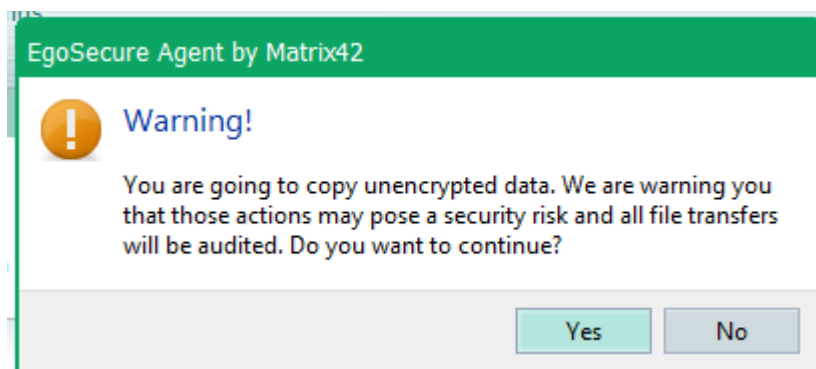 EgoSecure Agent by Matrix42
Warning!
You are going to copy unencrypted data. We are warning you
that those actions may pose a security risk and all file transfers
will be audited. Do you want to continue?
Yes No